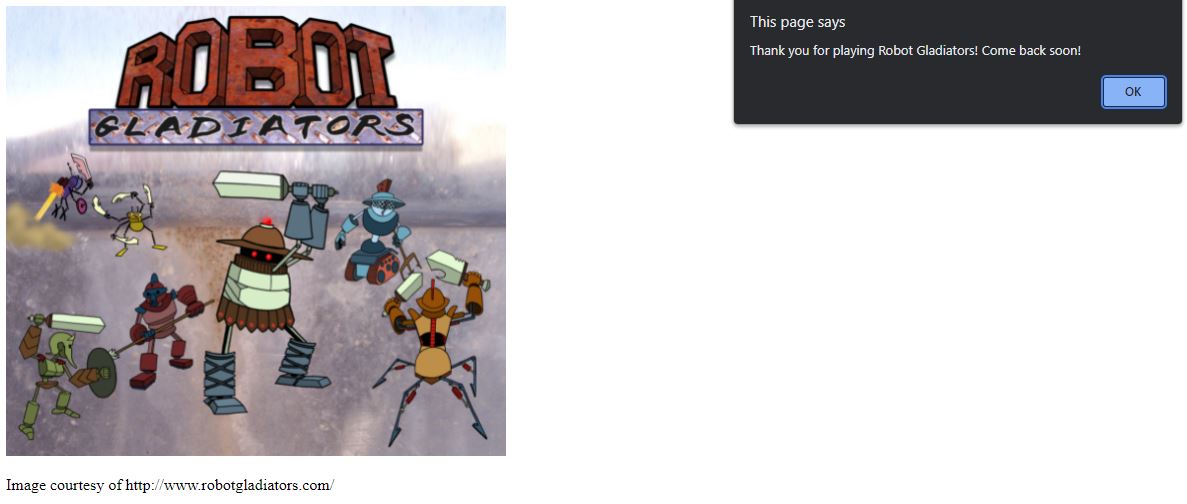 ROBOT
GLADIATORS
This page says
Thank you for playing Robot Gladiators! Come back soon!
OK
Image courtesy of http://www.robotgladiators.com/